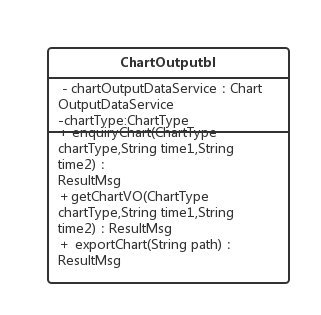 ChartOutputbl
- chartOutputDataService : Chart
OutputDataService
-chartType:ChartType
+ enquiryChart(ChartType
chartType,String time1,String
time2) :
ResultMsg
+ getChartVO(ChartType
chartType,String time1,String
time2) : ResultMsg
+ exportChart(String path) :
ResultMsg